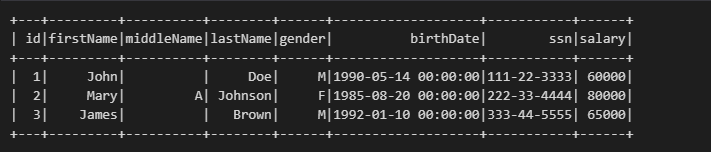 +---+---------+----------+--------+------+-------------------+-----------+------+
| id|firstName|middleName|lastName|gender|          birthDate|        ssn|salary|
+---+---------+----------+--------+------+-------------------+-----------+------+
|  1|     John|          |     Doe|     M|1990-05-14 00:00:00|111-22-3333| 60000|
|  2|     Mary|         A| Johnson|     F|1985-08-20 00:00:00|222-33-4444| 80000|
|  3|    James|          |   Brown|     M|1992-01-10 00:00:00|333-44-5555| 65000|
+---+---------+----------+--------+------+-------------------+-----------+------+